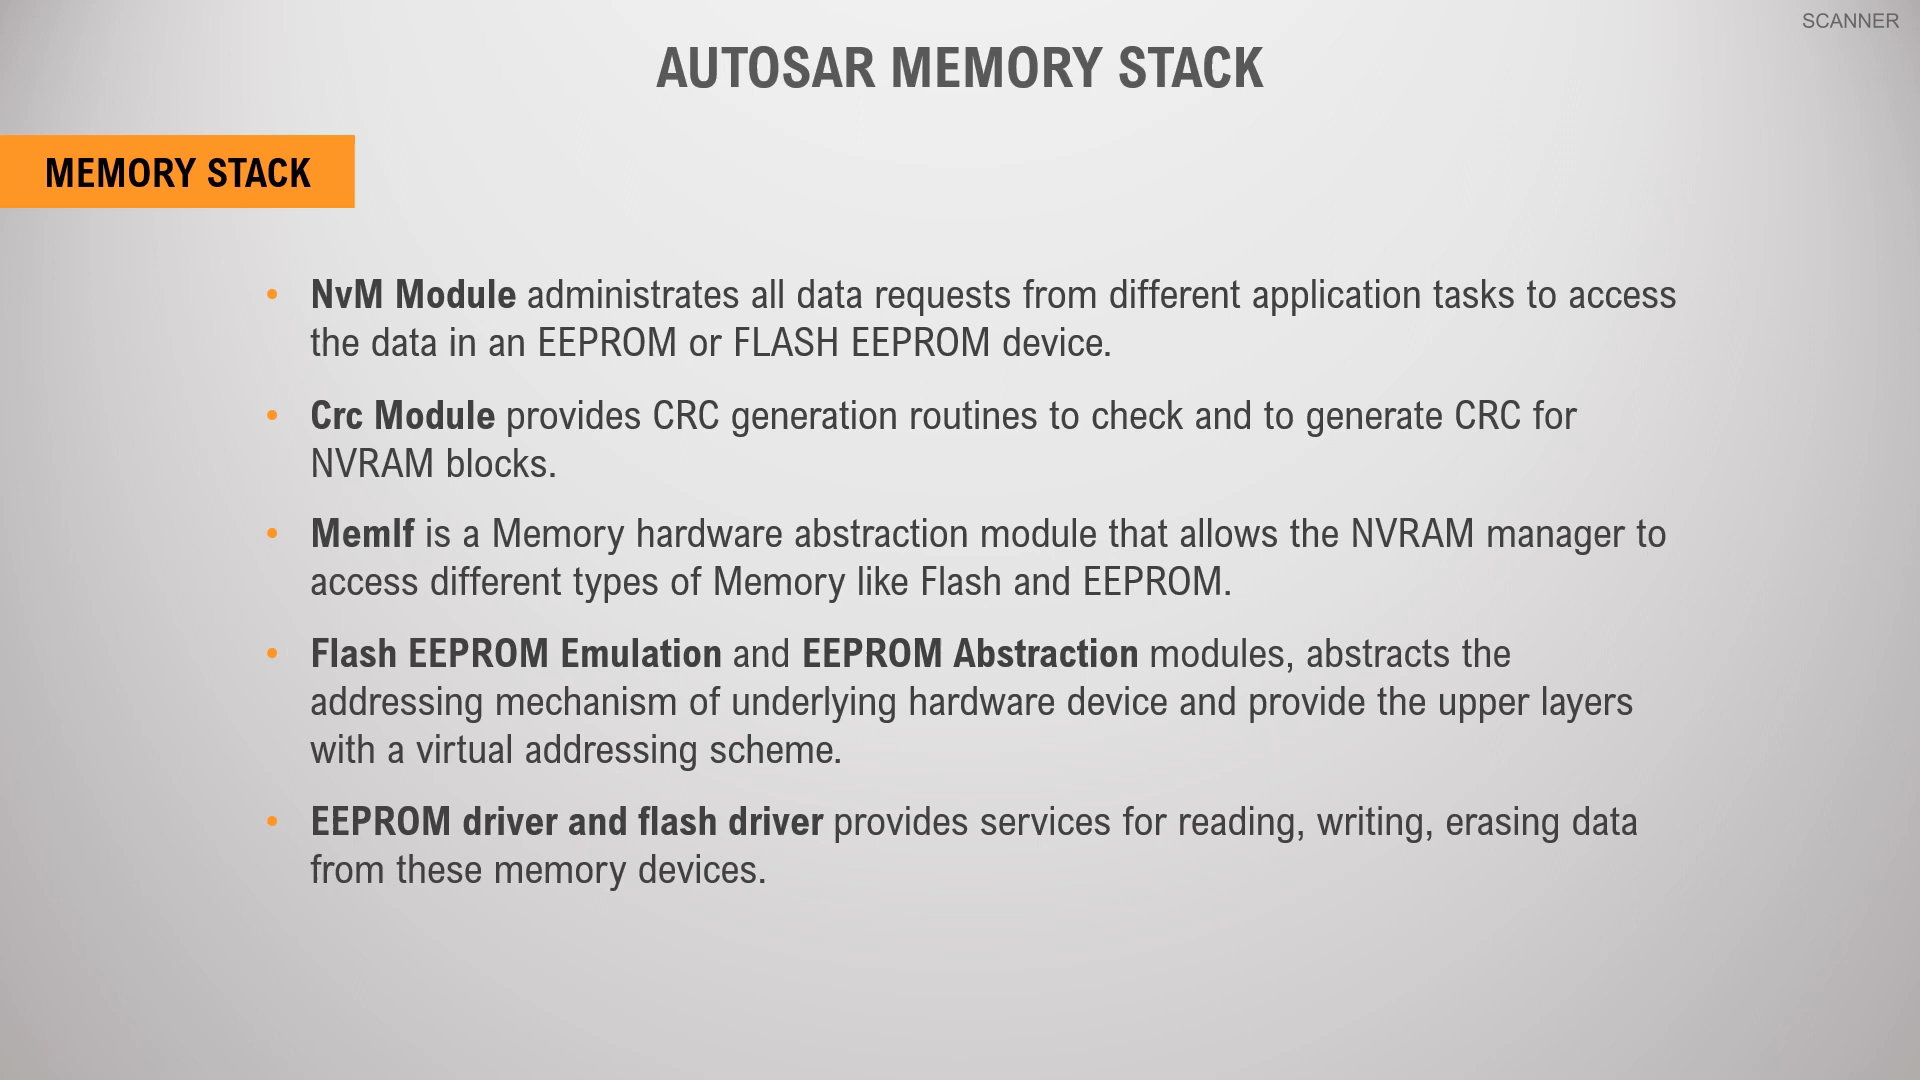 SCANNER
AUTOSAR MEMORY STACK
MEMORY STACK
• NvM Module administrates all data requests from different application tasks to access
the data in an EEPROM or FLASH EEPROM device.
• Crc Module provides CRC generation routines to check and to generate CRC for
NVRAM blocks.
• MemIf is a Memory hardware abstraction module that allows the NVRAM manager to
access different types of Memory like Flash and EEPROM.
• Flash EEPROM Emulation and EEPROM Abstraction modules, abstracts the
addressing mechanism of underlying hardware device and provide the upper layers
with a virtual addressing scheme.
• EEPROM driver and flash driver provides services for reading, writing, erasing data
from these memory devices.